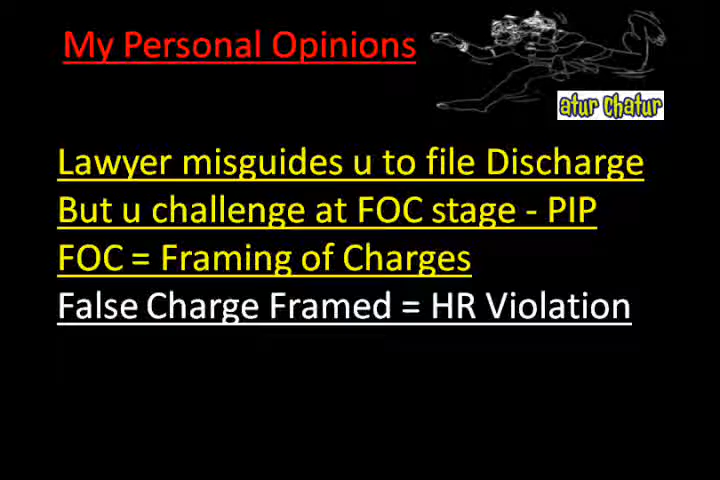 My Personal Opinions
atur chatur
Lawyer misguides u to file Discharge
But u challenge at FOC stage - PIP
FOC = Framing of Charges
False Charge Framed = HR Violation